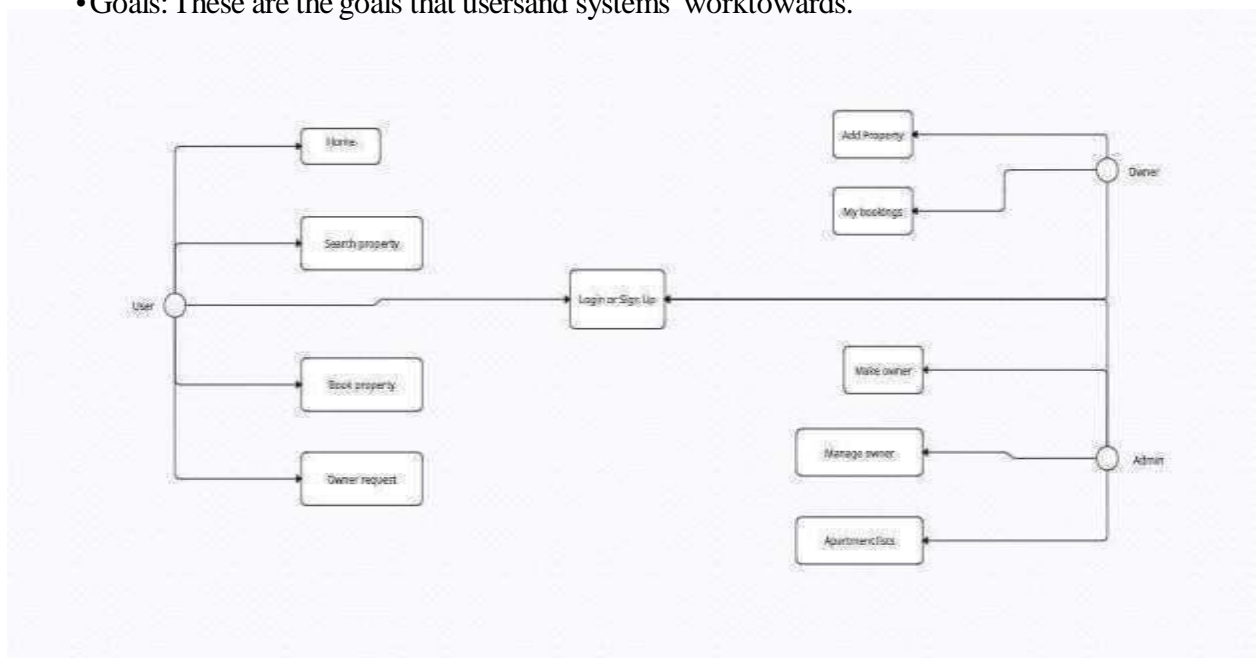 •Goals: These are the goals that usersand systems' worktowards.
Home
Add Property
Owner
My bookings
Search property
User
Login or Sign Up
Make owner
Book property
Manage owner
Admin
Owner request
Apartment lists